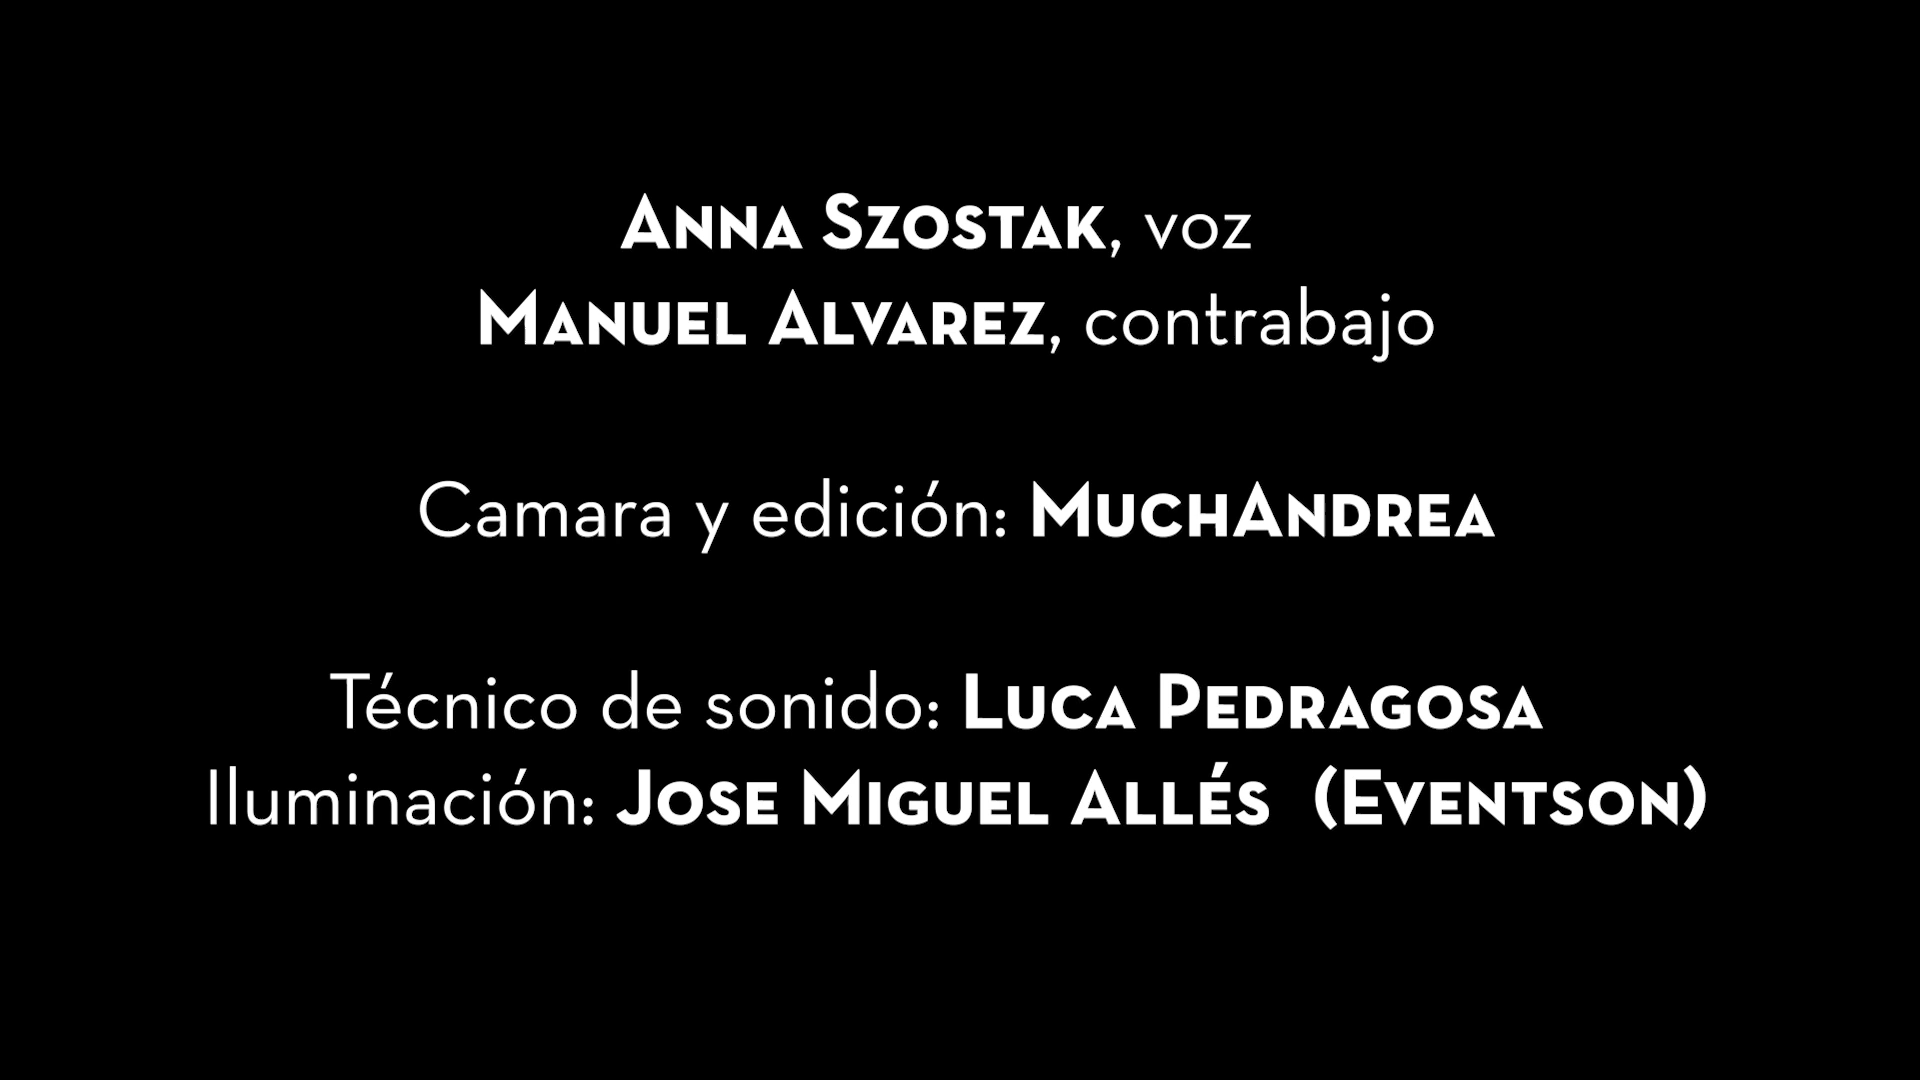 Anna Szostak, voz
Manuel Alvarez, contrabajo
Camara y edición: MuchAndrea
Técnico de sonido: Luca Pedragosa
Iluminación: Jose Miguel Allés (Eventson)